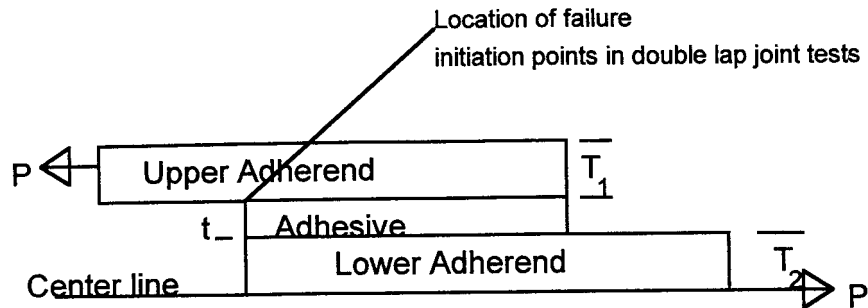 Location of failure
initiation points in double lap joint tests
P
Upper Adherend
T1
t
Adhesive
Lower Adherend
T2
Center line
P